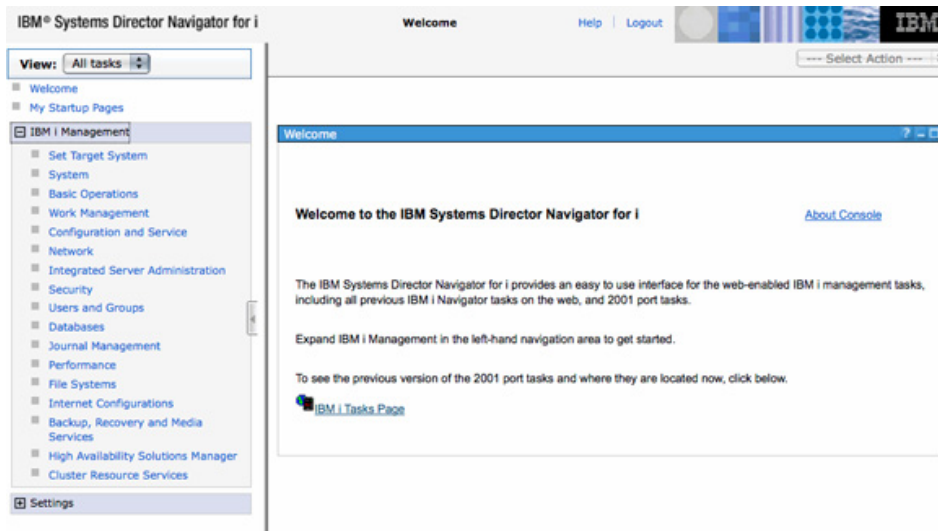 IBM® Systems Director Navigator for i
Welcome
Help
Logout
IBM
View: All tasks
--- Select Action ---
Welcome
My Startup Pages
IBM i Management
Set Target System
System
Basic Operations
Work Management
Configuration and Service
Network
Integrated Server Administration
Security
Users and Groups
Databases
Journal Management
Performance
File Systems
Internet Configurations
Backup, Recovery and Media
Services
High Availability Solutions Manager
Cluster Resource Services
Settings
Welcome
?
Welcome to the IBM Systems Director Navigator for i
About Console
The IBM Systems Director Navigator for i provides an easy to use interface for the web-enabled IBM i management tasks,
including all previous IBM i Navigator tasks on the web, and 2001 port tasks.
Expand IBM i Management in the left-hand navigation area to get started.
To see the previous version of the 2001 port tasks and where they are located now, click below.
IBM i Tasks Page